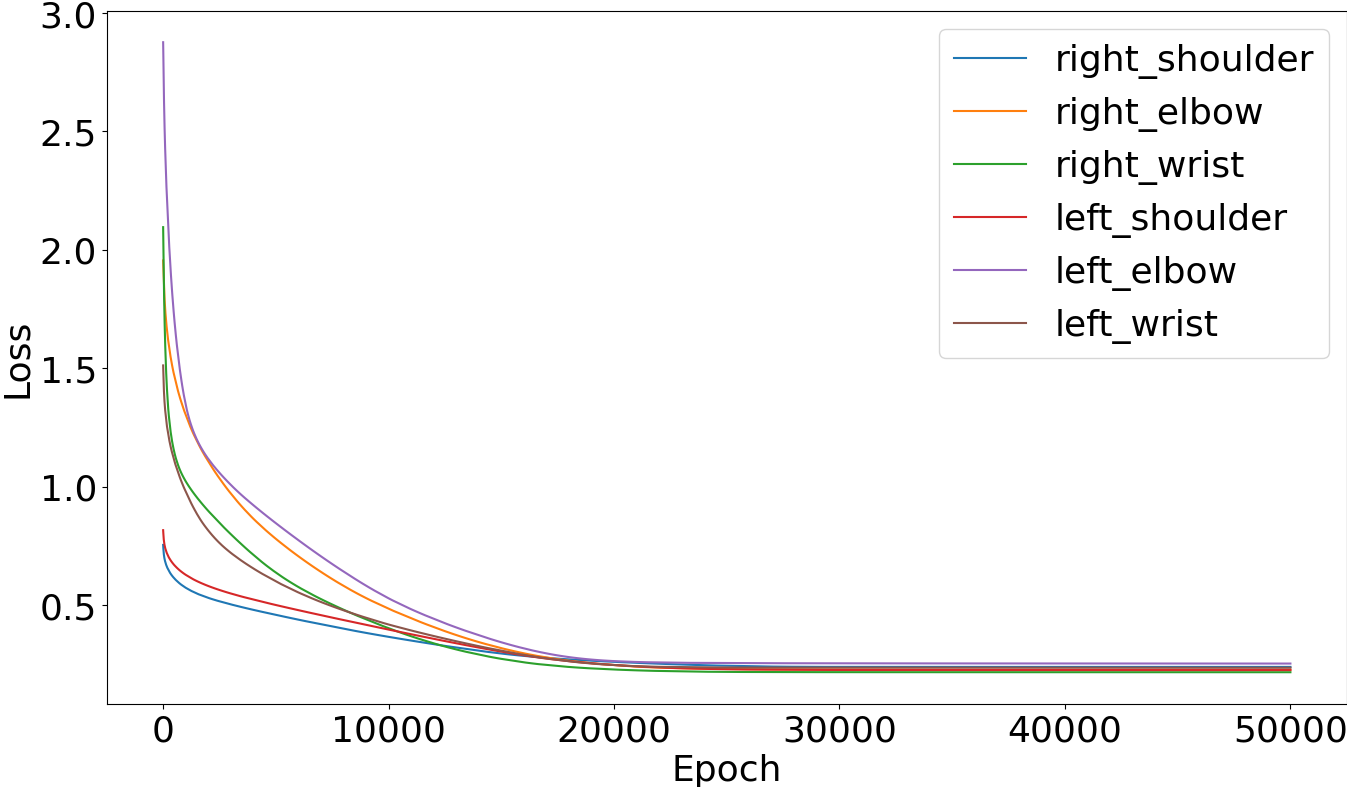 3.0
2.5
2.0
1.5
1.0
0.5
Loss
0 10000 20000 30000 40000 50000
Epoch
right_shoulder
right_elbow
right_wrist
left_shoulder
left_elbow
left_wrist